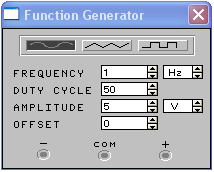 Function Generator
FREQUENCY 1 Hz
DUTY CYCLE 50
AMPLITUDE 5 V
OFFSET 0
− COM +